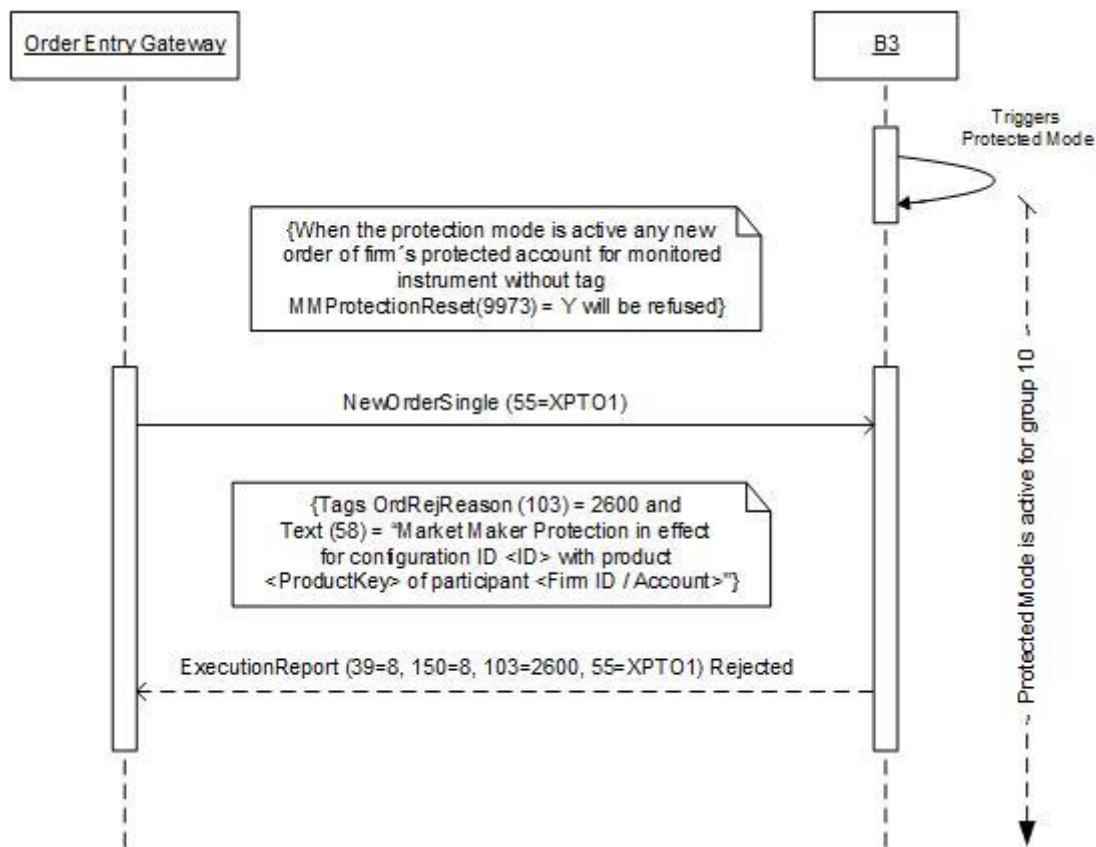 Order Entry Gateway
B3
Triggers
Protected Mode
{When the protection mode is active any new
order of firm´s protected account for monitored
instrument without tag
MMProtectionReset(9973) = Y will be refused}
NewOrderSingle (55=XPTO1)
{Tags OrdRejReason (103) = 2600 and
Text (58) = “Market Maker Protection in effect
for configuration ID <ID> with product
<ProductKey> of participant <Firm ID / Account>”}
ExecutionReport (39=8, 150=8, 103=2600, 55=XPTO1) Rejected
Protected Mode is active for group 10